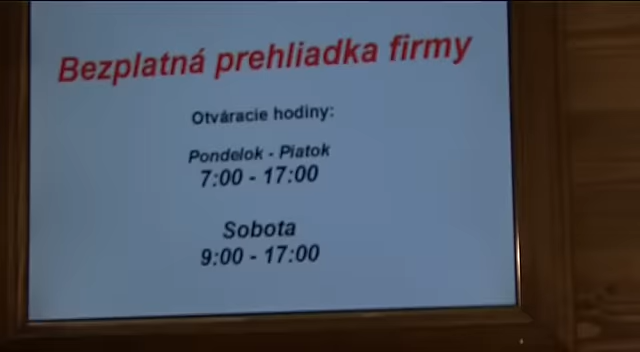 Bezplatná prehliadka firmy
Otváracie hodiny:
Pondelok - Piatok
7:00 - 17:00
Sobota
9:00 - 17:00